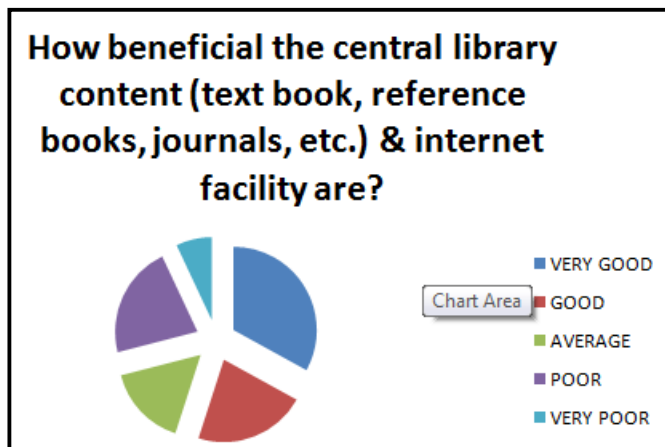 How beneficial the central library
content (text book, reference
books, journals, etc.) & internet
facility are?
VERY GOOD
Chart Area
GOOD
AVERAGE
POOR
VERY POOR